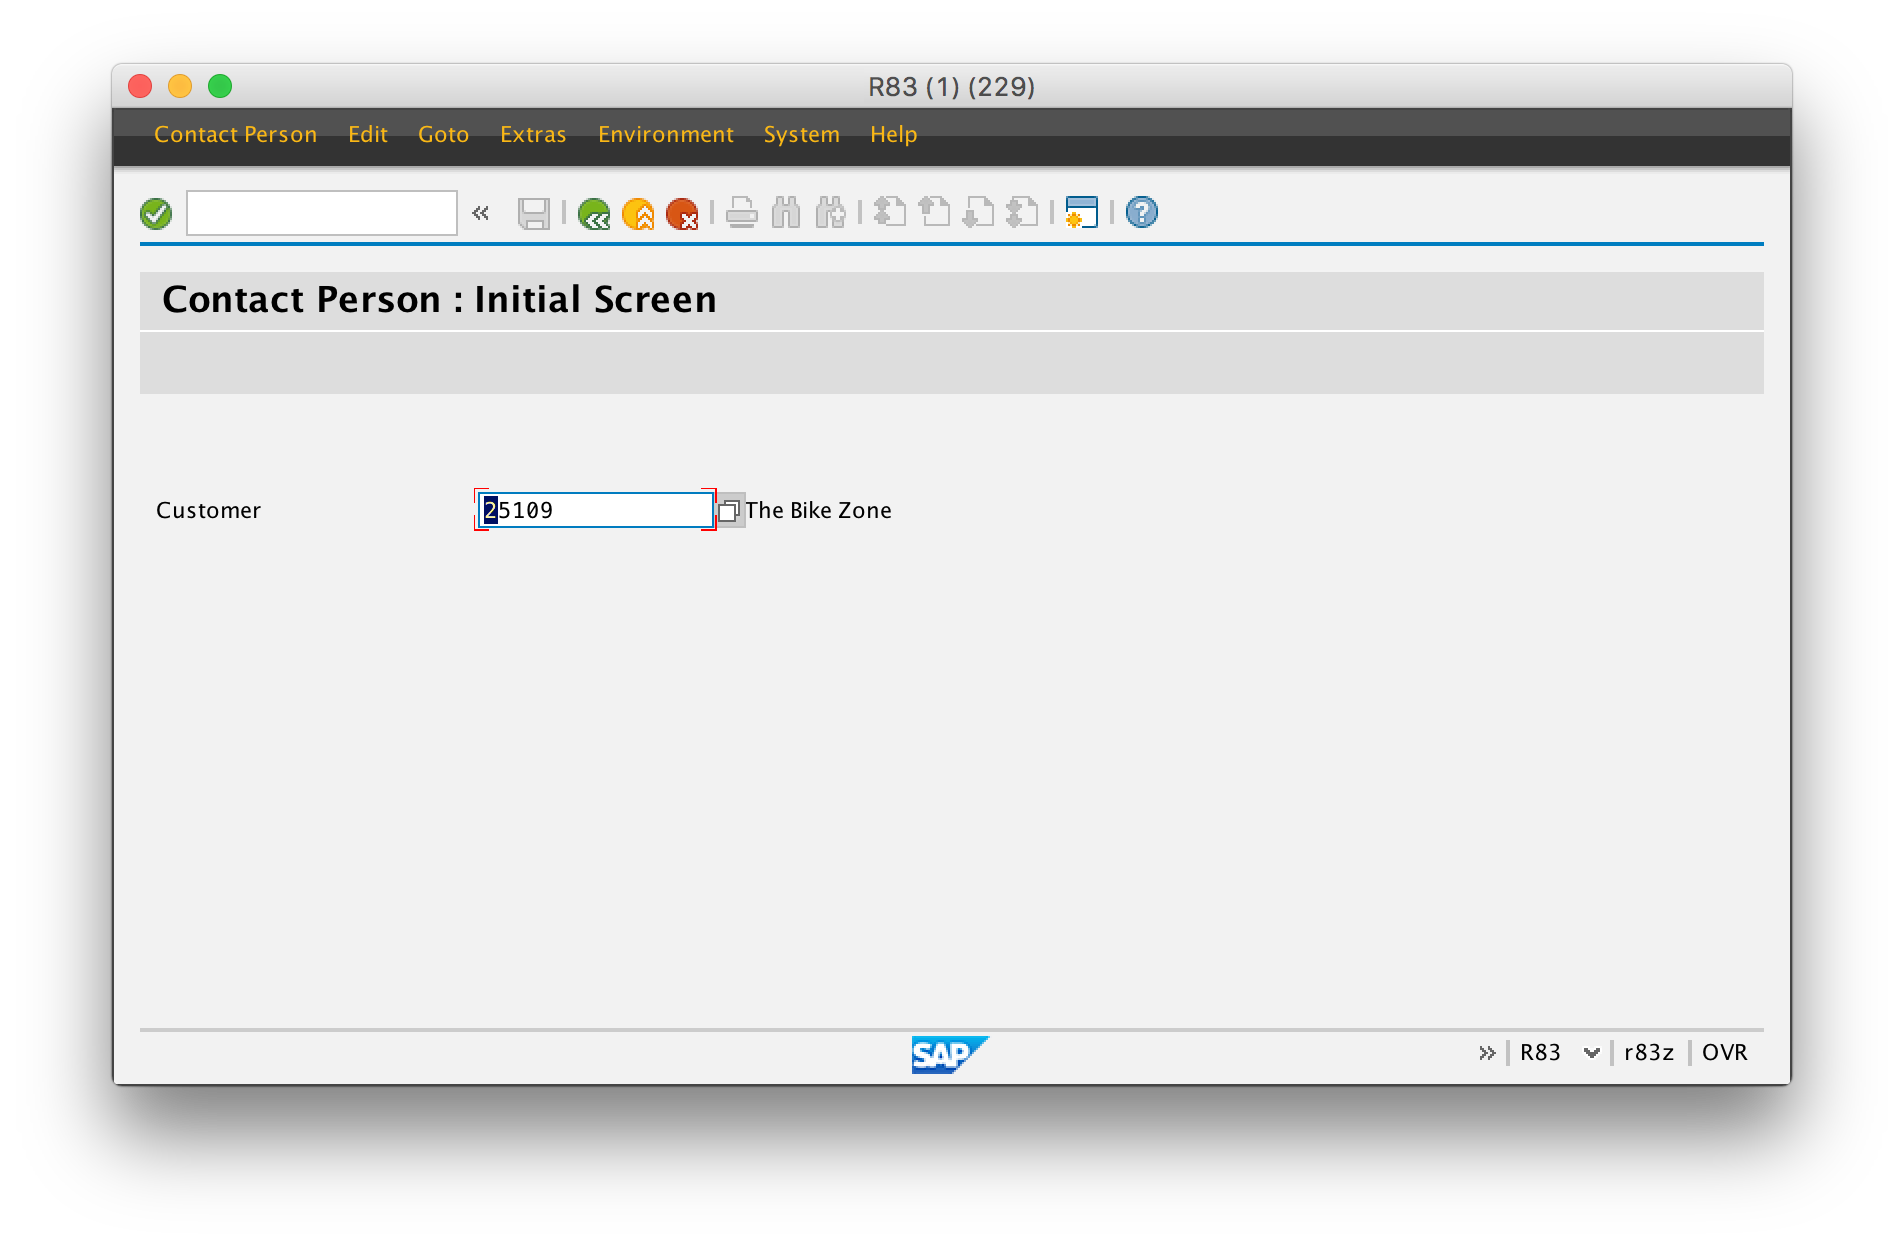 R83 (1) (229)
Contact Person Edit Goto Extras Environment System Help
Contact Person : Initial Screen
Customer 25109 The Bike Zone
SAP R83 r83z OVR